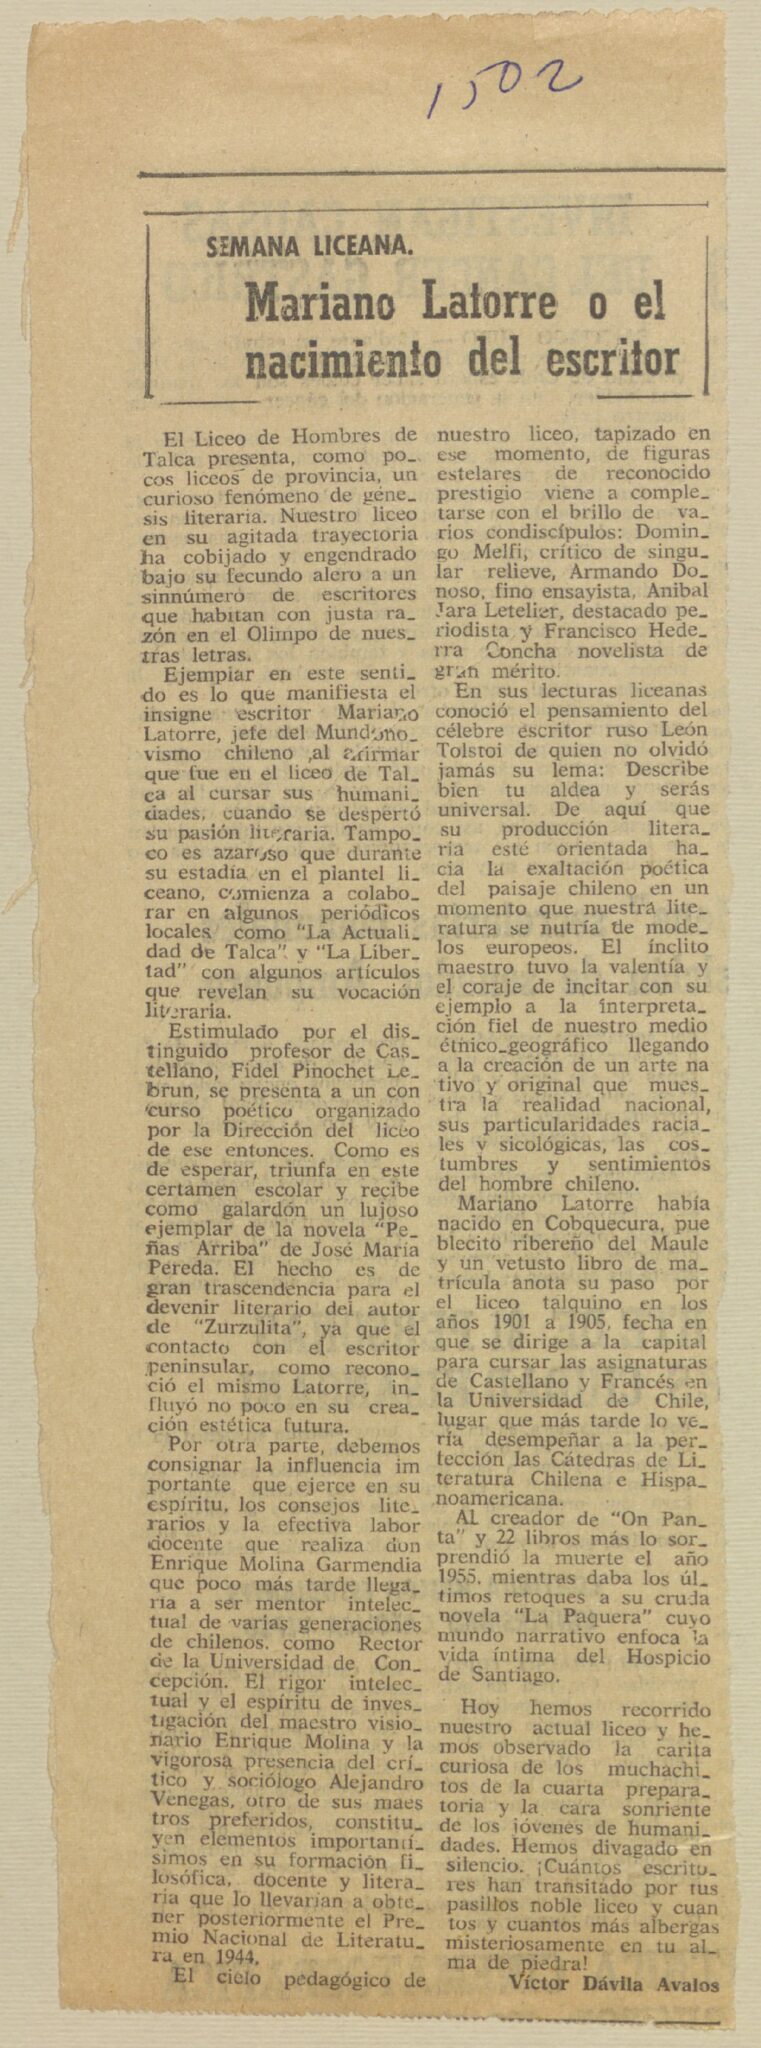 1,502
SEMANA LICEANA.
Mariano Latorre o el
nacimiento del escritor
El Liceo de Hombres de
Talca presenta, como po_
cos liceos de provincia, un
curioso fenómeno de géne_
sis literaria. Nuestro liceo
en su agitada trayectoria
ha cobijado y engendrado
bajo su fecundo alero a un
sinnúmero de escritores
que habitan con justa ra_
zón en el Olimpo de nues_
tras letras.
Ejemplar en este senti_
do es lo que manifiesta el
insigne escritor Mariano
Latorre, jefe del Mundono_
vismo chileno ,al afirmar
que fue en el liceo de Tal_
ca al cursar sus humani_
dades, cuando se despertó
su pasión literaria. Tampo_
co es azaroso que durante
su estadía en el plantel li_
ceano, comienza a colabo_
rar en algunos periódicos
locales como "La Actuali_
dad de Talca" y "La Liber_
tad" con algunos artículos
que revelan su vocación
literaria.
Estimulado por el dis_
tinguido profesor de Cas_
tellano, Fidel Pinochet Le_
brun, se presenta a un con
curso poético organizado
por la Dirección del liceo
de ese entonces. Como es
de esperar, triunfa en este
certamen escolar y recibe
como galardón un lujoso
ejemplar de la novela "Pe_
ñas Arriba" de José María
Pereda. El hecho es de
gran trascendencia para el
devenir literario del autor
de "Zurzulita", ya que el
contacto con el escritor
peninsular, como recono_
ció el mismo Latorre, in_
fluyó no poco en su crea_
ción estética futura.
Por otra parte, debemos
consignar la influencia im
portante que ejerce en su
espíritu, los consejos lite_
rarios y la efectiva labor
docente que realiza don
Enrique Molina Garmendia
que poco más tarde llega_
ría a ser mentor intelec_
tual de varias generaciones
de chilenos. como Rector
de la Universidad de Con_
cepción. El rigor intelec_
tual y el espíritu de inves_
tigación del maestro visio_
nario Enrique Molina y la
vigorosa presencia del crí_
tico y sociólogo Alejandro
Venegas, otro de sus maes
tros preferidos, constitu_
yen elementos importantí_
simos en su formación fi_
losófica, docente y litera_
ria que lo llevarían a obte_
ner posteriormente el Pre_
mio Nacional de Literatu_
ra en 1944.
El ciclo pedagógico de
nuestro liceo, tapizado en
ese momento, de figuras
estelares de reconocido
prestigio viene a comple_
tarse con el brillo de va_
rios condiscípulos: Domin_
go Melfi, crítico de singu_
lar relieve, Armando Do_
noso, fino ensayista, Aníbal
Jara Letelier, destacado pe_
riodista y Francisco Hede_
rra Concha novelista de
gran mérito.
En sus lecturas liceanas
conoció el pensamiento del
célebre escritor ruso León
Tolstoi de quien no olvidó
jamás su lema: Describe
bien tu aldea y serás
universal. De aquí que
su producción litera_
ria esté orientada ha_
cia la exaltación poética
del paisaje chileno en un
momento que nuestra lite_
ratura se nutría de mode_
los europeos. El ínclito
maestro tuvo la valentía y
el coraje de incitar con su
ejemplo a la interpreta_
ción fiel de nuestro medio
étnico_geográfico llegando
a la creación de un arte na
tivo y original que mues_
tra la realidad nacional,
sus particularidades racia_
les y sicológicas, las cos_
tumbres y sentimientos
del hombre chileno.
Mariano Latorre había
nacido en Cobquecura, pue
blecito ribereño del Maule
y un vetusto libro de ma_
trícula anota su paso por
el liceo talquino en los
años 1901 a 1905, fecha en
que se dirige a la capital
para cursar las asignaturas
de Castellano y Francés en
la Universidad de Chile,
lugar que más tarde lo ve_
ría desempeñar a la per_
fección las Cátedras de Li_
teratura Chilena e Hispa_
noamericana.
Al creador de "On Pan_
ta" y 22 libros más lo sor_
prendió la muerte el año
1955, mientras daba los úl_
timos retoques a su cruda
novela "La Paquera" cuyo
mundo narrativo enfoca la
vida íntima del Hospicio
de Santiago.
Hoy hemos recorrido
nuestro actual liceo y he_
mos observado la carita
curiosa de los muchachi_
tos de la cuarta prepara_
toria y la cara sonriente
de los jóvenes de humani_
dades. Hemos divagado en
silencio. ¡Cuántos escrito_
res han transitado por tus
pasillos noble liceo y cuan
tos y cuantos más albergas
misteriosamente en tu al_
ma de piedra!
Víctor Dávila Avalos